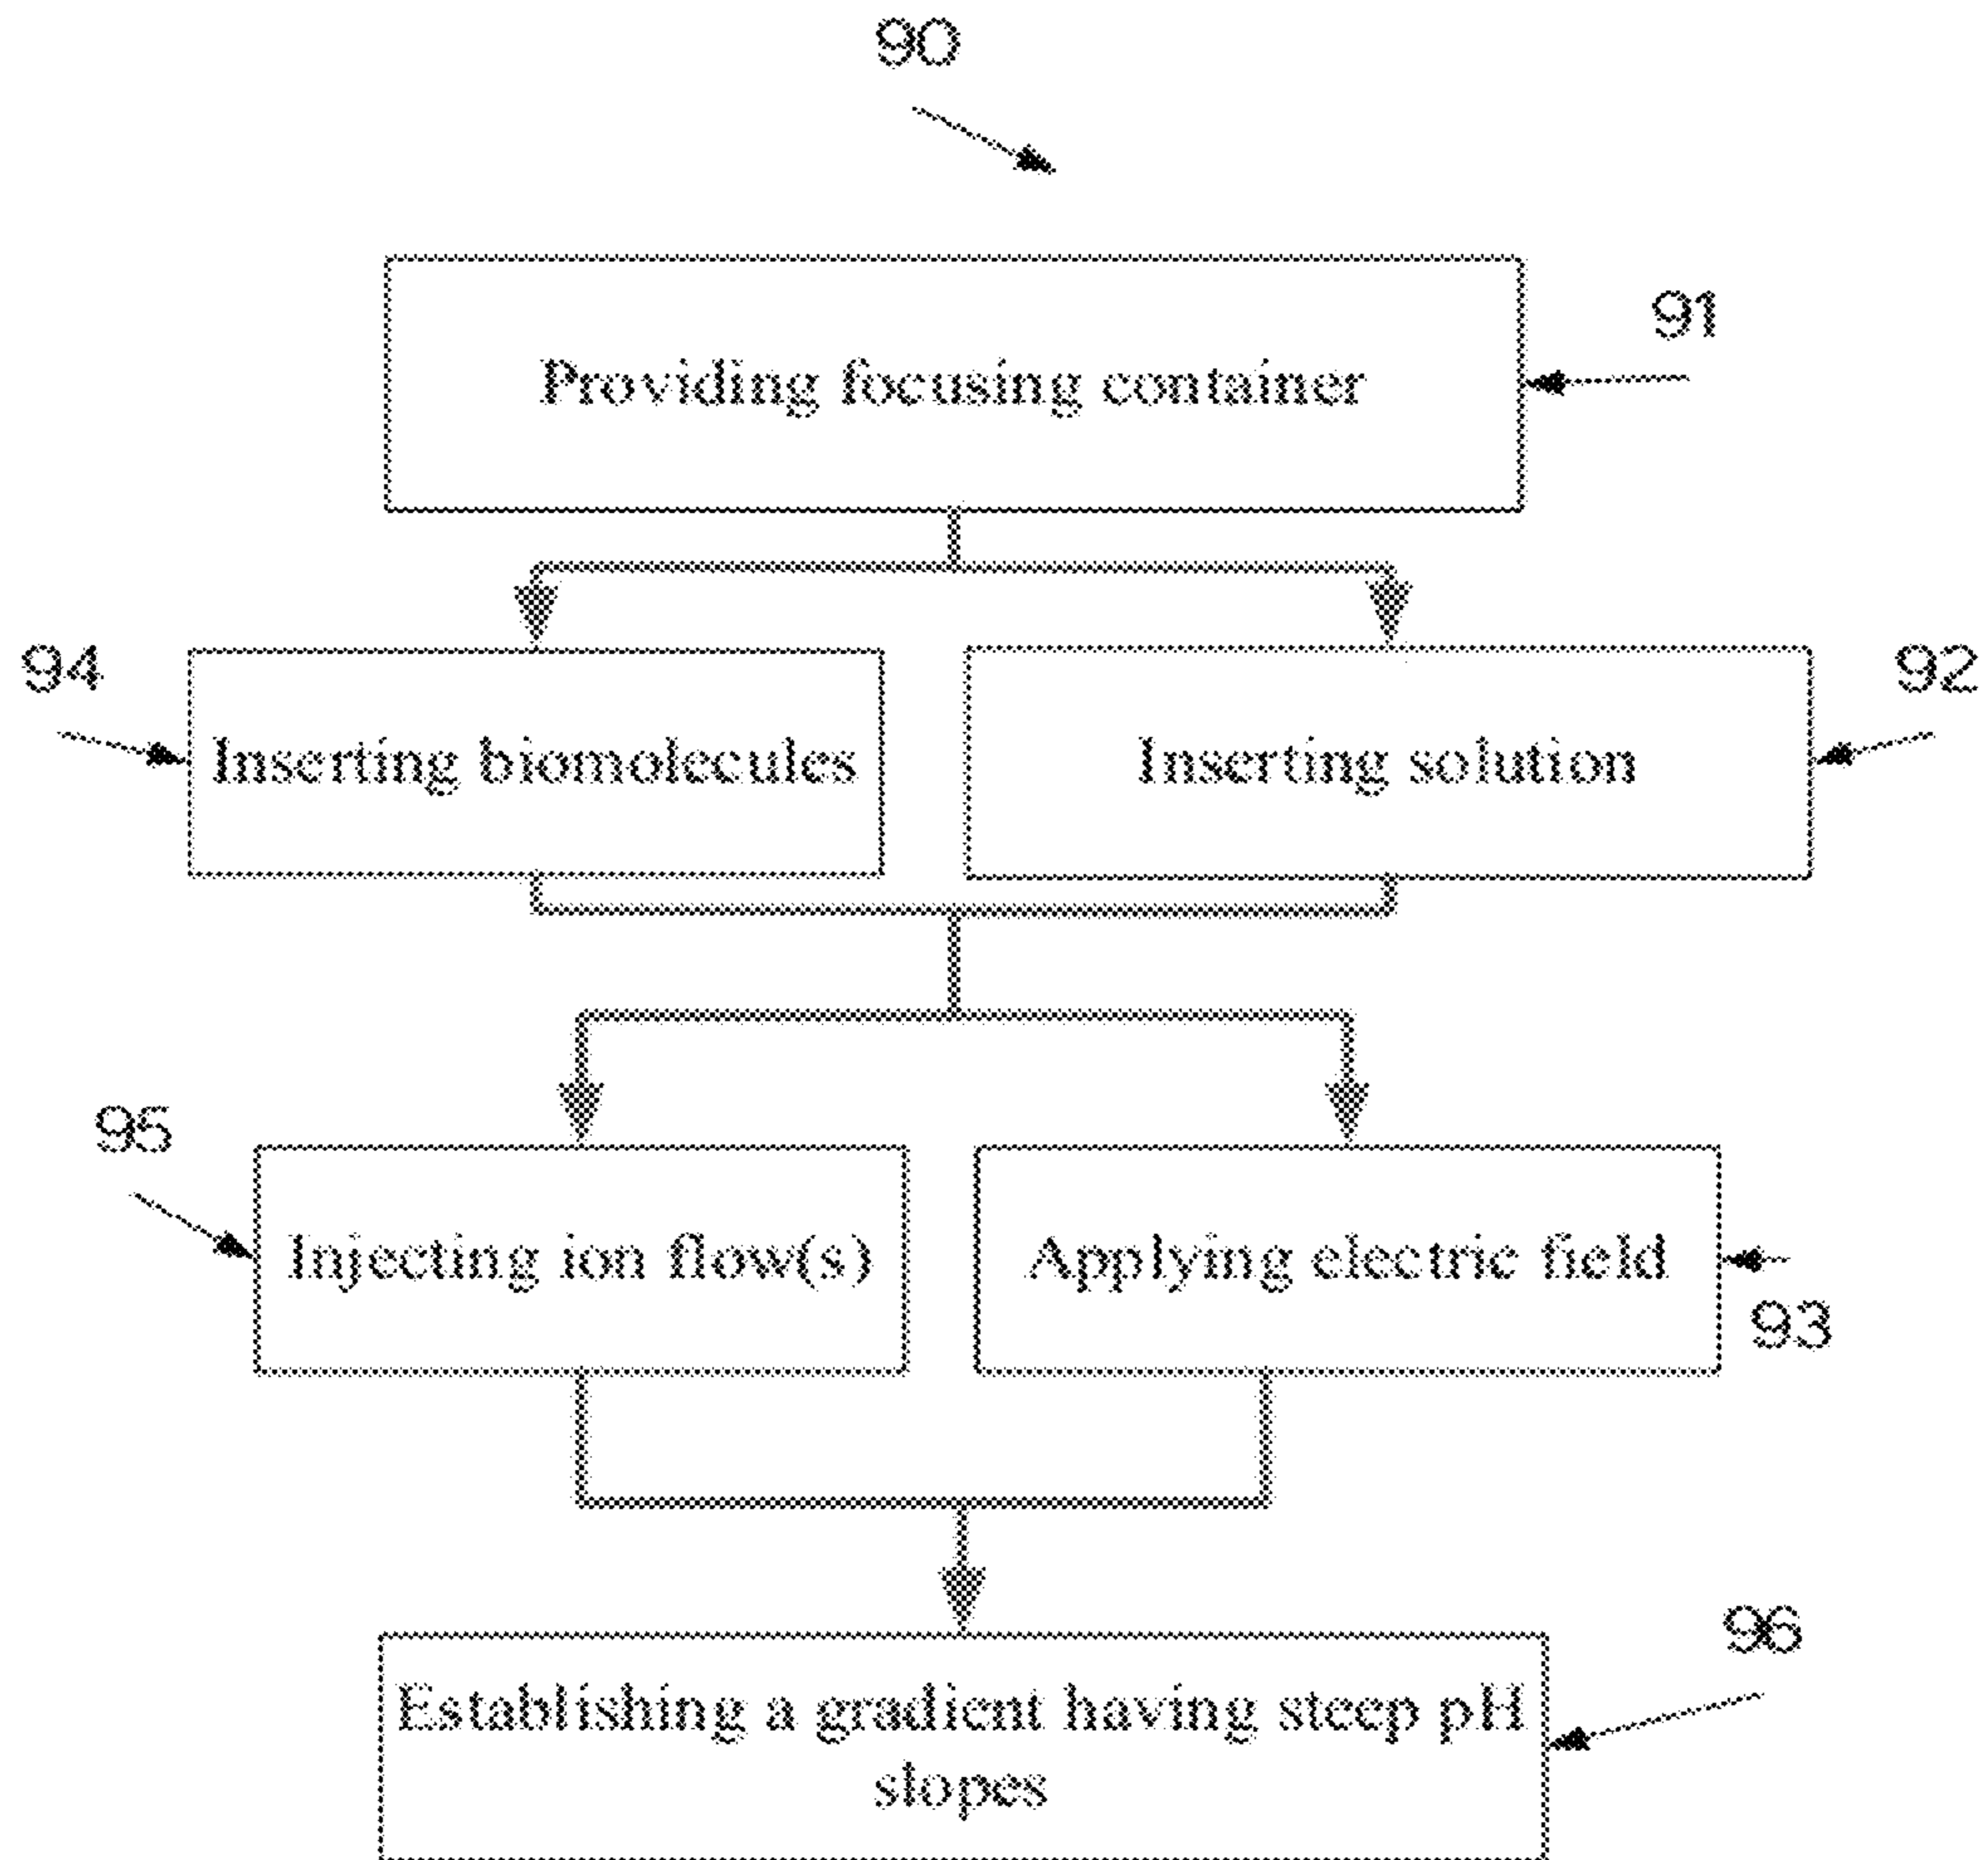 90
Providing focusing container
91
94
Inserting biomolecules
Inserting solution
92
95
Injecting ion flow(s)
Applying electric field
93
96
Establishing a gradient having steep pH
slopes